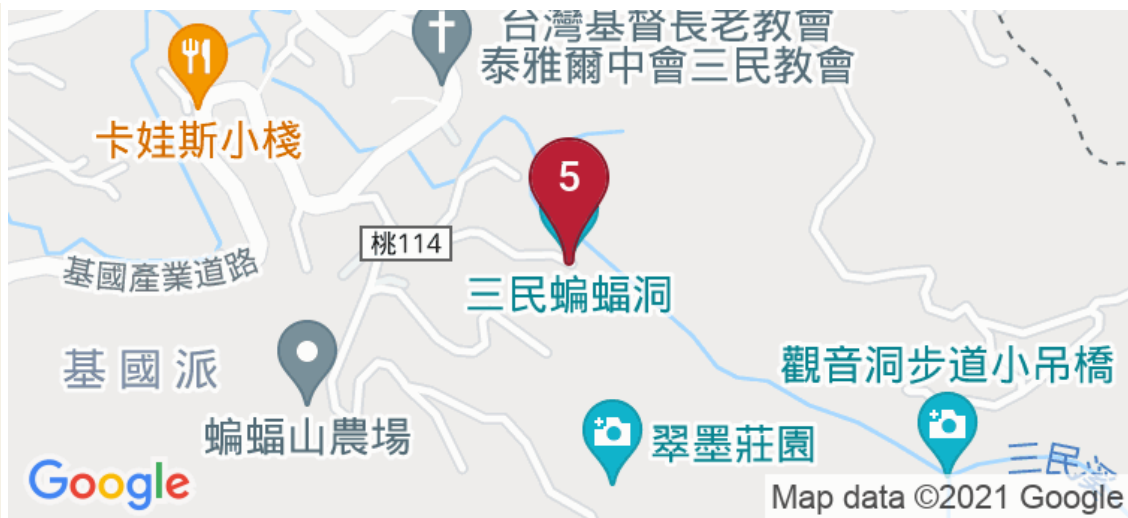 台灣基督長老教會
泰雅爾中會三民教會
卡娃斯小棧
5
桃114
基國產業道路
三民蝙蝠洞
基國派
觀音洞步道小吊橋
蝙蝠山農場
翠墨莊園
三民溪
Google
Map data ©2021 Google